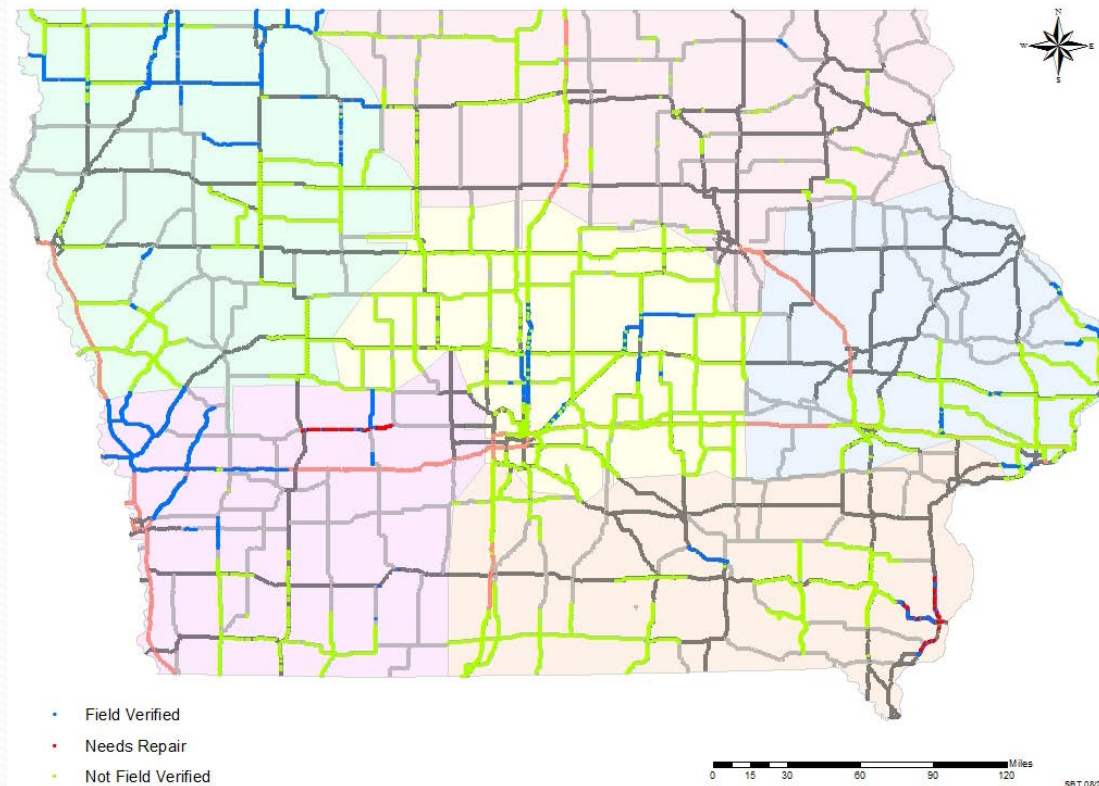 N
W E
S
Field Verified
Needs Repair
Not Field Verified
Miles
0 15 30 60 90 120